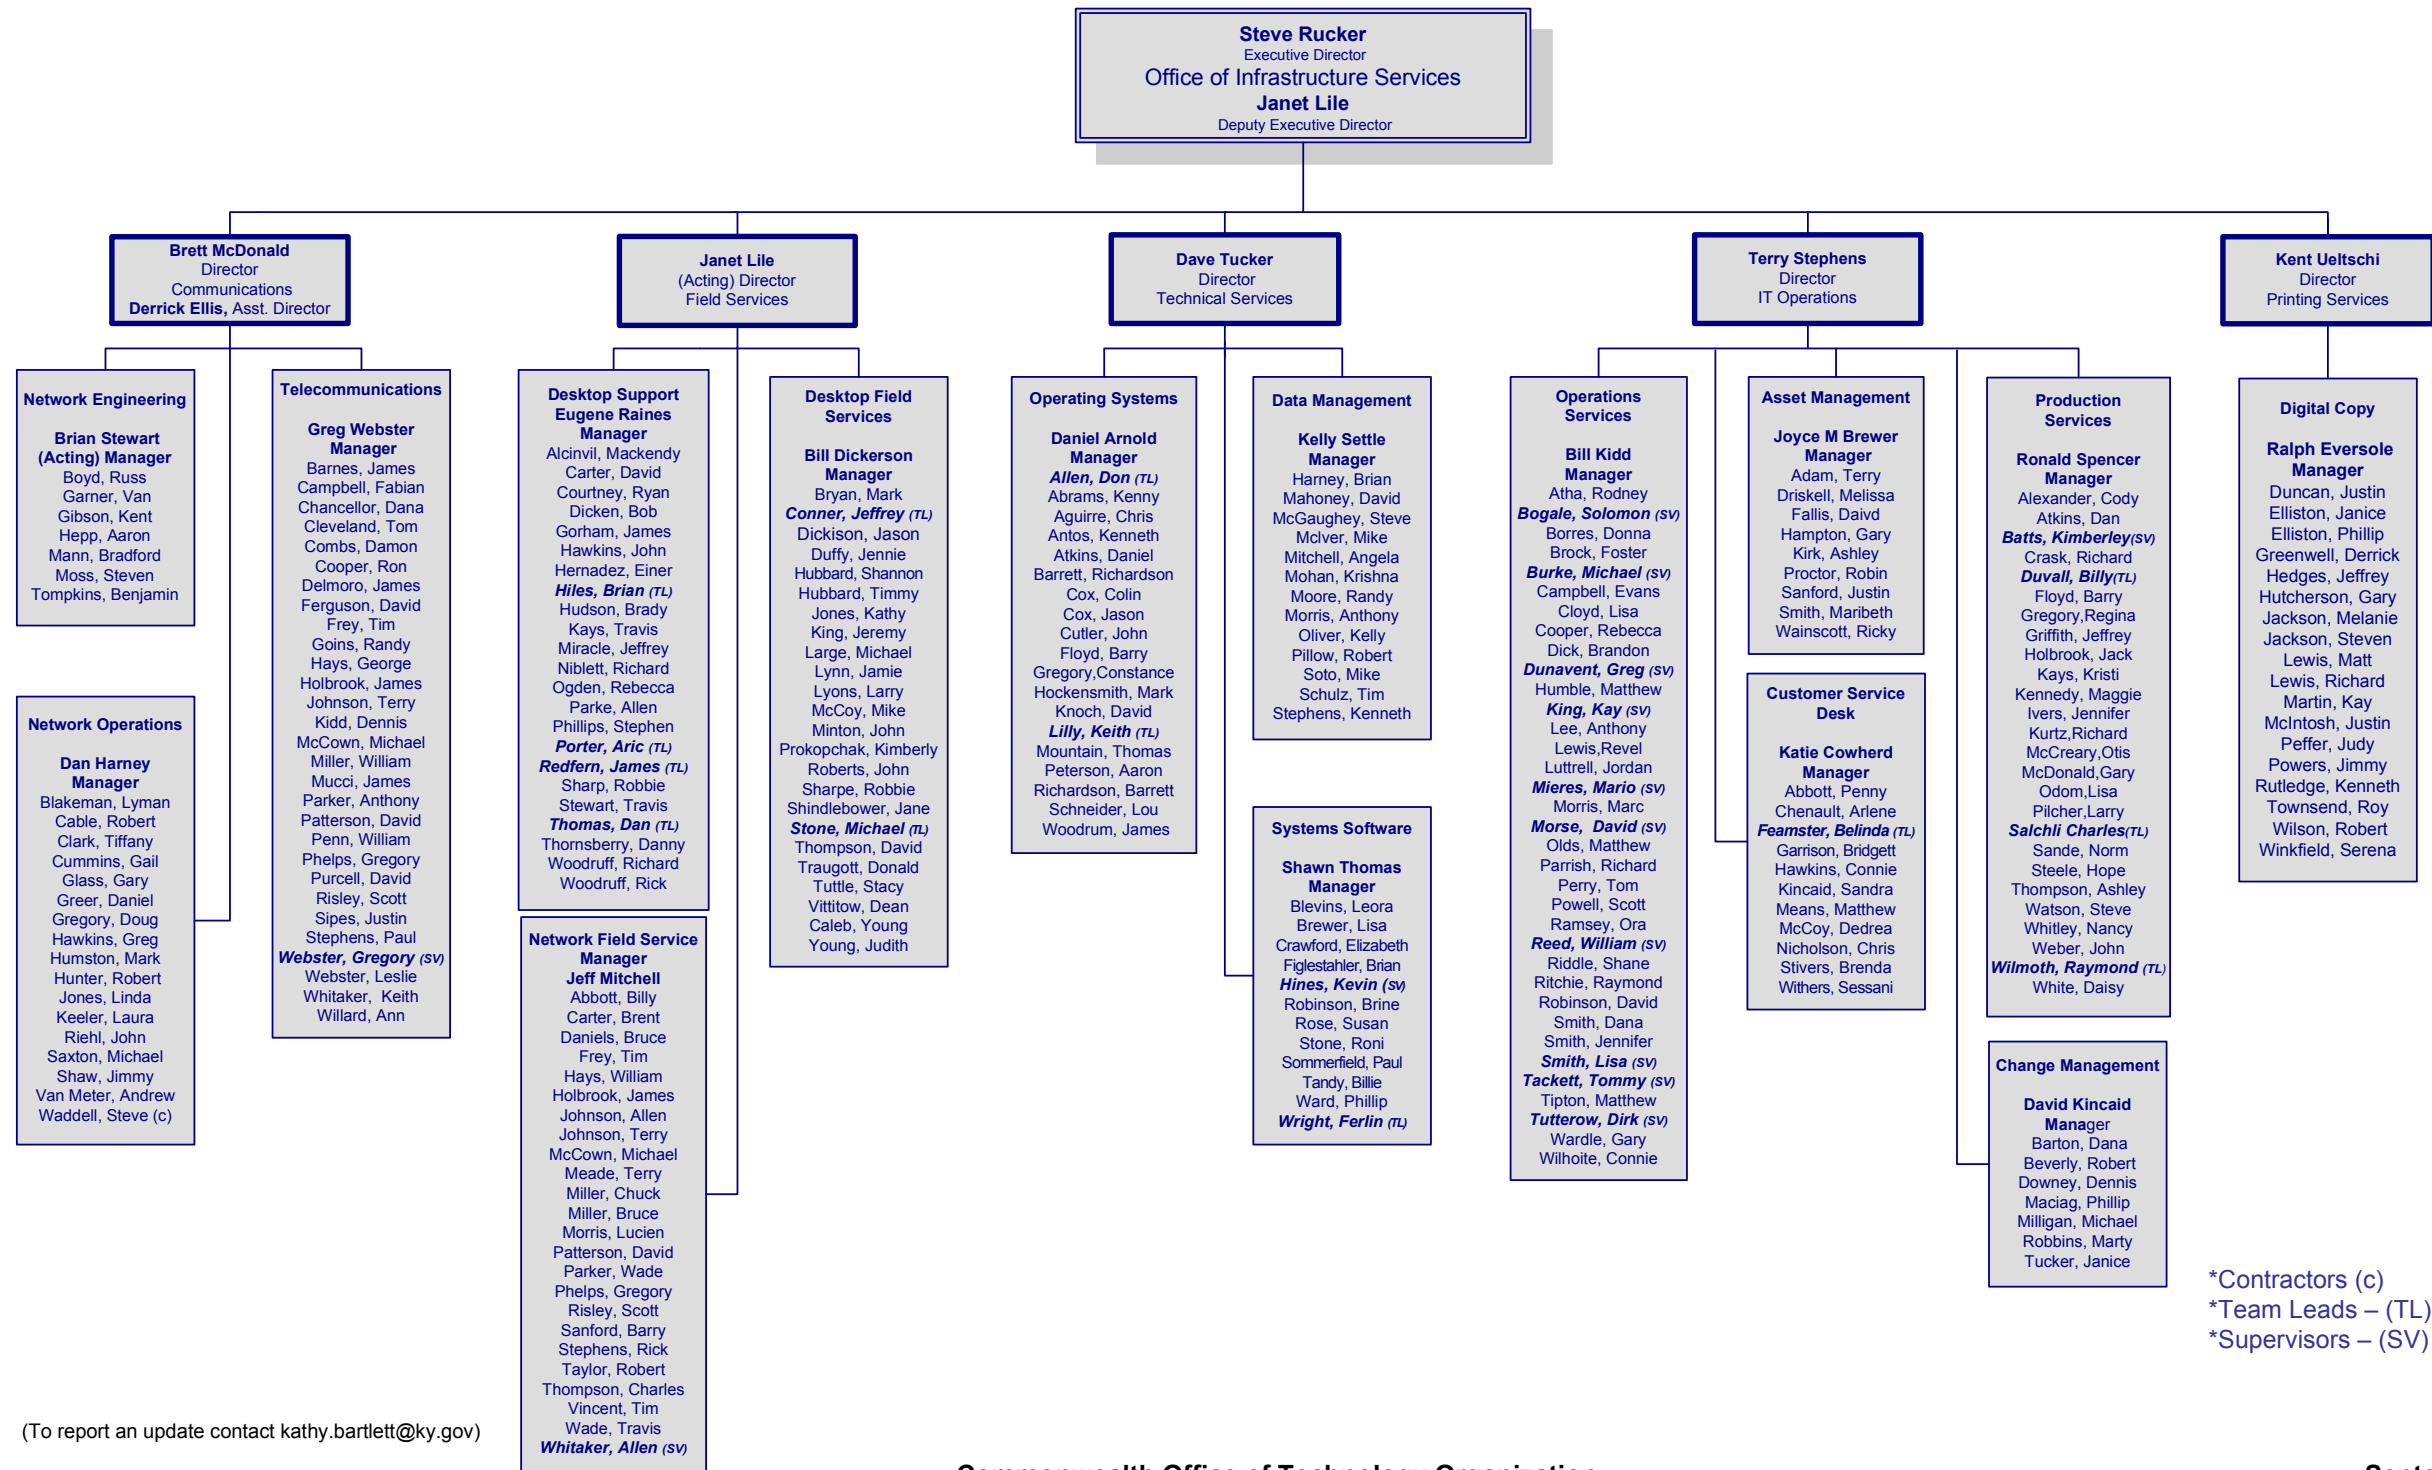 Steve Rucker
Executive Director
Office of Infrastructure Services
Janet Lile
Deputy Executive Director
Brett McDonald
Director
Communications
Derrick Ellis, Asst. Director
Janet Lile
(Acting) Director
Field Services
Dave Tucker
Director
Technical Services
Terry Stephens
Director
IT Operations
Kent Ueltschi
Director
Printing Services
Network Engineering
Brian Stewart
(Acting) Manager
Boyd, Russ
Garner, Van
Gibson, Kent
Hepp, Aaron
Mann, Bradford
Moss, Steven
Tompkins, Benjamin
Network Operations
Dan Harney
Manager
Blakeman, Lyman
Cable, Robert
Clark, Tiffany
Cummins, Gail
Glass, Gary
Greer, Daniel
Gregory, Doug
Hawkins, Greg
Humston, Mark
Hunter, Robert
Jones, Linda
Keeler, Laura
Riehl, John
Saxton, Michael
Shaw, Jimmy
Van Meter, Andrew
Waddell, Steve (c)
Telecommunications
Greg Webster
Manager
Barnes, James
Campbell, Fabian
Chancellor, Dana
Cleveland, Tom
Combs, Damon
Cooper, Ron
Delmoro, James
Ferguson, David
Frey, Tim
Goins, Randy
Hays, George
Holbrook, James
Johnson, Terry
Kidd, Dennis
McCown, Michael
Miller, William
Mucci, James
Parker, Anthony
Patterson, David
Penn, William
Phelps, Gregory
Purcell, David
Risley, Scott
Sipes, Justin
Stephens, Paul
Webster, Gregory (SV)
Webster, Leslie
Whitaker, Keith
Willard, Ann
Desktop Support
Eugene Raines
Manager
Alcinvil, Mackendy
Carter, David
Courtney, Ryan
Dicken, Bob
Gorham, James
Hawkins, John
Hernadez, Einer
Hiles, Brian (TL)
Hudson, Brady
Kays, Travis
Miracle, Jeffrey
Niblett, Richard
Ogden, Rebecca
Parke, Allen
Phillips, Stephen
Porter, Aric (TL)
Redfern, James (TL)
Sharp, Robbie
Stewart, Travis
Thomas, Dan (TL)
Thornsberry, Danny
Woodruff, Richard
Woodruff, Rick
Network Field Service
Manager
Jeff Mitchell
Abbott, Billy
Carter, Brent
Daniels, Bruce
Frey, Tim
Hays, William
Holbrook, James
Johnson, Allen
Johnson, Terry
McCown, Michael
Meade, Terry
Miller, Chuck
Miller, Bruce
Morris, Lucien
Patterson, David
Parker, Wade
Phelps, Gregory
Risley, Scott
Sanford, Barry
Stephens, Rick
Taylor, Robert
Thompson, Charles
Vincent, Tim
Wade, Travis
Whitaker, Allen (SV)
Desktop Field
Services
Bill Dickerson
Manager
Bryan, Mark
Conner, Jeffrey (TL)
Dickison, Jason
Duffy, Jennie
Hubbard, Shannon
Hubbard, Timmy
Jones, Kathy
King, Jeremy
Large, Michael
Lynn, Jamie
Lyons, Larry
McCoy, Mike
Minton, John
Prokopchak, Kimberly
Roberts, John
Sharpe, Robbie
Shindlebower, Jane
Stone, Michael (TL)
Thompson, David
Traugott, Donald
Tuttle, Stacy
Vittitow, Dean
Caleb, Young
Young, Judith
Operating Systems
Daniel Arnold
Manager
Allen, Don (TL)
Abrams, Kenny
Aguirre, Chris
Antos, Kenneth
Atkins, Daniel
Barrett, Richardson
Cox, Colin
Cox, Jason
Cutler, John
Floyd, Barry
Gregory,Constance
Hockensmith, Mark
Knoch, David
Lilly, Keith (TL)
Mountain, Thomas
Peterson, Aaron
Richardson, Barrett
Schneider, Lou
Woodrum, James
Data Management
Kelly Settle
Manager
Harney, Brian
Mahoney, David
McGaughey, Steve
McIver, Mike
Mitchell, Angela
Mohan, Krishna
Moore, Randy
Morris, Anthony
Oliver, Kelly
Pillow, Robert
Soto, Mike
Schulz, Tim
Stephens, Kenneth
Systems Software
Shawn Thomas
Manager
Blevins, Leora
Brewer, Lisa
Crawford, Elizabeth
Figlestahler, Brian
Hines, Kevin (SV)
Robinson, Brine
Rose, Susan
Stone, Roni
Sommerfield, Paul
Tandy, Billie
Ward, Phillip
Wright, Ferlin (TL)
Operations
Services
Bill Kidd
Manager
Atha, Rodney
Bogale, Solomon (SV)
Borres, Donna
Brock, Foster
Burke, Michael (SV)
Campbell, Evans
Cloyd, Lisa
Cooper, Rebecca
Dick, Brandon
Dunavent, Greg (SV)
Humble, Matthew
King, Kay (SV)
Lee, Anthony
Lewis,Revel
Luttrell, Jordan
Mieres, Mario (SV)
Morris, Marc
Morse, David (SV)
Olds, Matthew
Parrish, Richard
Perry, Tom
Powell, Scott
Ramsey, Ora
Reed, William (SV)
Riddle, Shane
Ritchie, Raymond
Robinson, David
Smith, Dana
Smith, Jennifer
Smith, Lisa (SV)
Tackett, Tommy (SV)
Tipton, Matthew
Tutterow, Dirk (SV)
Wardle, Gary
Wilhoite, Connie
Asset Management
Joyce M Brewer
Manager
Adam, Terry
Driskell, Melissa
Fallis, Daivd
Hampton, Gary
Kirk, Ashley
Proctor, Robin
Sanford, Justin
Smith, Maribeth
Wainscott, Ricky
Customer Service
Desk
Katie Cowherd
Manager
Abbott, Penny
Chenault, Arlene
Feamster, Belinda (TL)
Garrison, Bridgett
Hawkins, Connie
Kincaid, Sandra
Means, Matthew
McCoy, Dedrea
Nicholson, Chris
Stivers, Brenda
Withers, Sessani
Production
Services
Ronald Spencer
Manager
Alexander, Cody
Atkins, Dan
Batts, Kimberley(SV)
Crask, Richard
Duvall, Billy(TL)
Floyd, Barry
Gregory,Regina
Griffith, Jeffrey
Holbrook, Jack
Kays, Kristi
Kennedy, Maggie
Ivers, Jennifer
Kurtz,Richard
McCreary,Otis
McDonald,Gary
Odom,Lisa
Pilcher,Larry
Salchli Charles(TL)
Sande, Norm
Steele, Hope
Thompson, Ashley
Watson, Steve
Whitley, Nancy
Weber, John
Wilmoth, Raymond (TL)
White, Daisy
Change Management
David Kincaid
Manager
Barton, Dana
Beverly, Robert
Downey, Dennis
Maciag, Phillip
Milligan, Michael
Robbins, Marty
Tucker, Janice
Digital Copy
Ralph Eversole
Manager
Duncan, Justin
Elliston, Janice
Elliston, Phillip
Greenwell, Derrick
Hedges, Jeffrey
Hutcherson, Gary
Jackson, Melanie
Jackson, Steven
Lewis, Matt
Lewis, Richard
Martin, Kay
McIntosh, Justin
Peffer, Judy
Powers, Jimmy
Rutledge, Kenneth
Townsend, Roy
Wilson, Robert
Winkfield, Serena
*Contractors (c)
*Team Leads – (TL)
*Supervisors – (SV)
(To report an update contact kathy.bartlett@ky.gov)
Commonwealth Office of Technology Organization